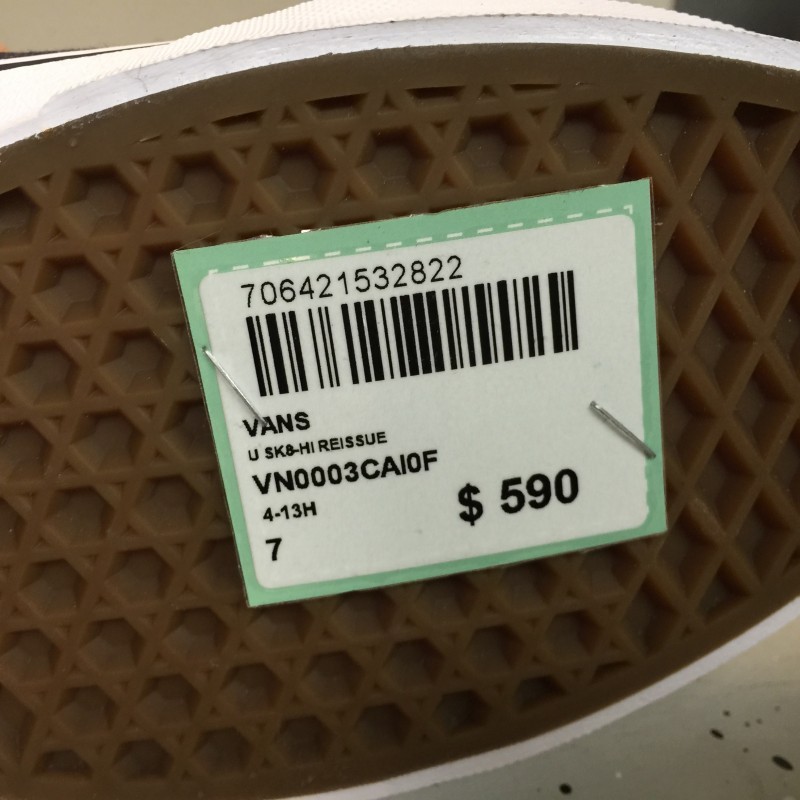 706421532822
VANS
U SK8-HI REISSUE
VN0003CAI0F
4-13H
$ 590
7